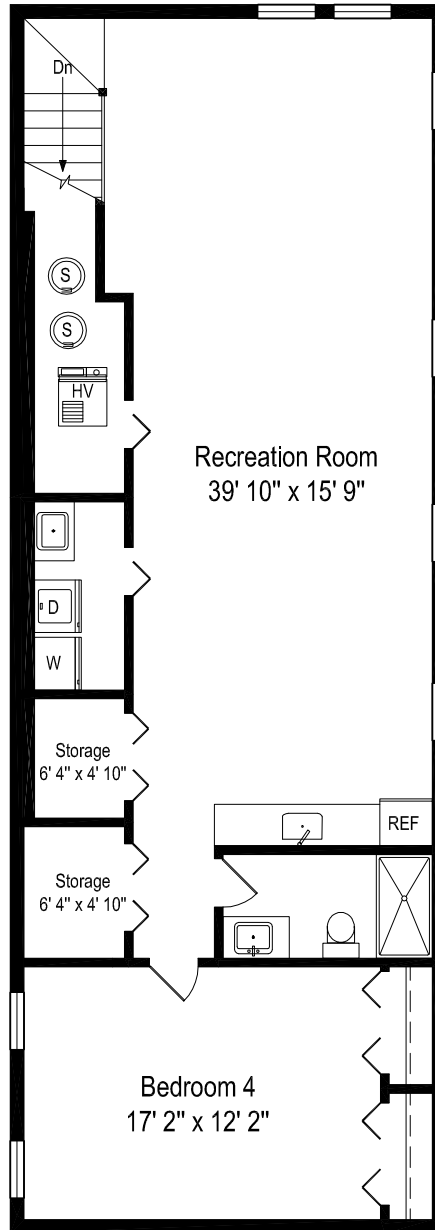 Dn
S
S
HV
Recreation Room
39' 10" x 15' 9"
D
W
Storage
6' 4" x 4' 10"
REF
Storage
6' 4" x 4' 10"
Bedroom 4
17' 2" x 12' 2"